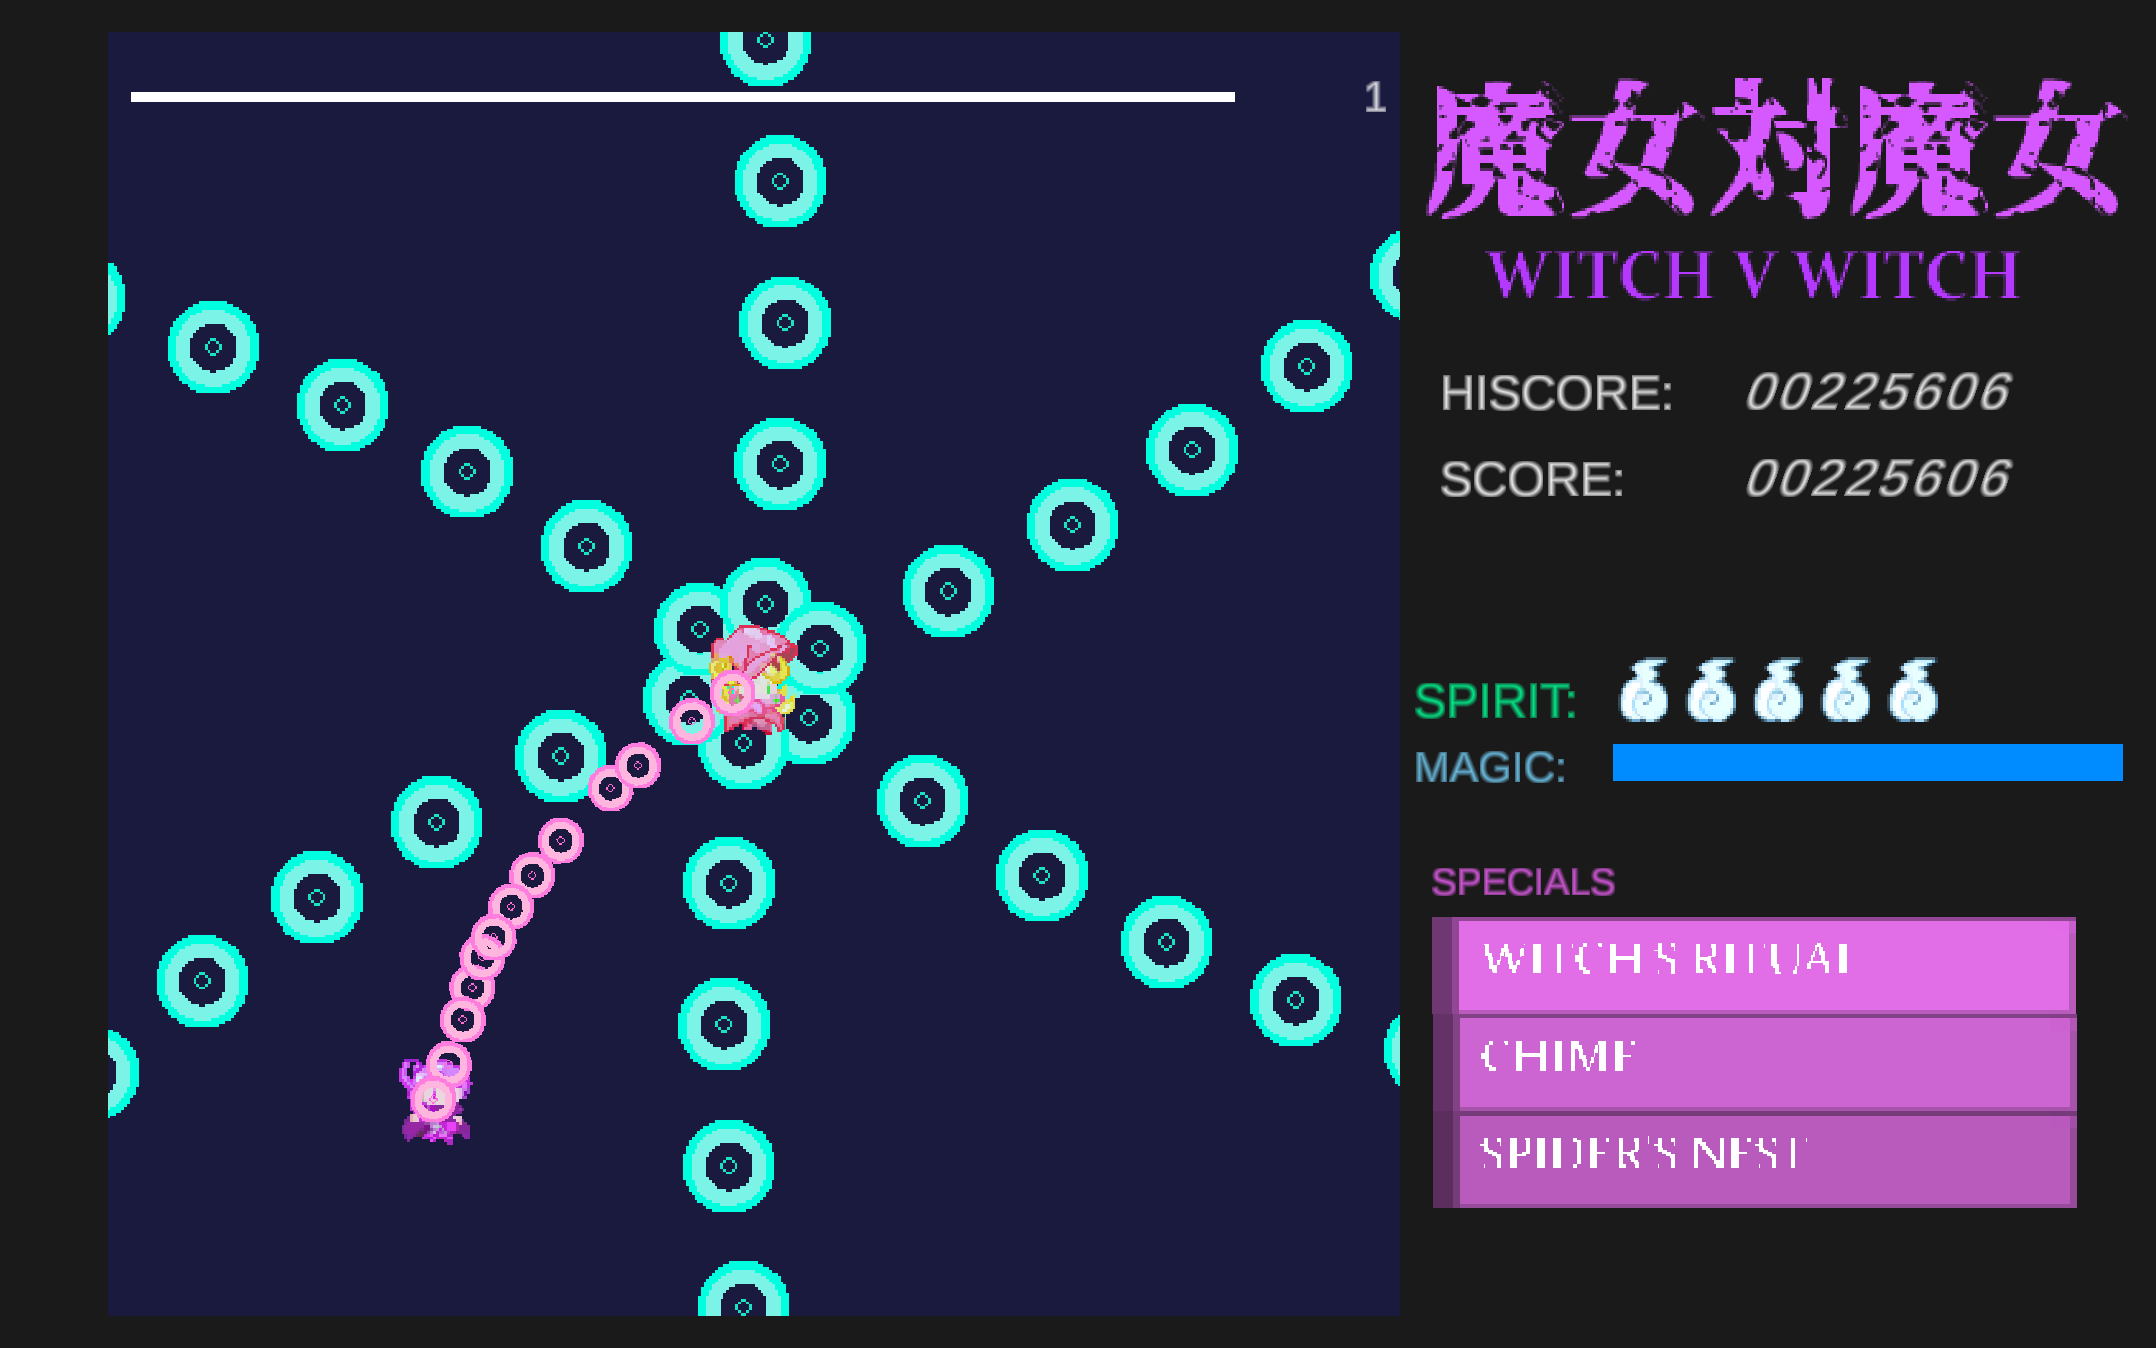 1
魔女対魔女
WITCH V WITCH
HISCORE: 00225606
SCORE: 00225606
SPIRIT:
MAGIC:
SPECIALS
WITCH'S RITUAL
CHIME
SPIDER'S NEST